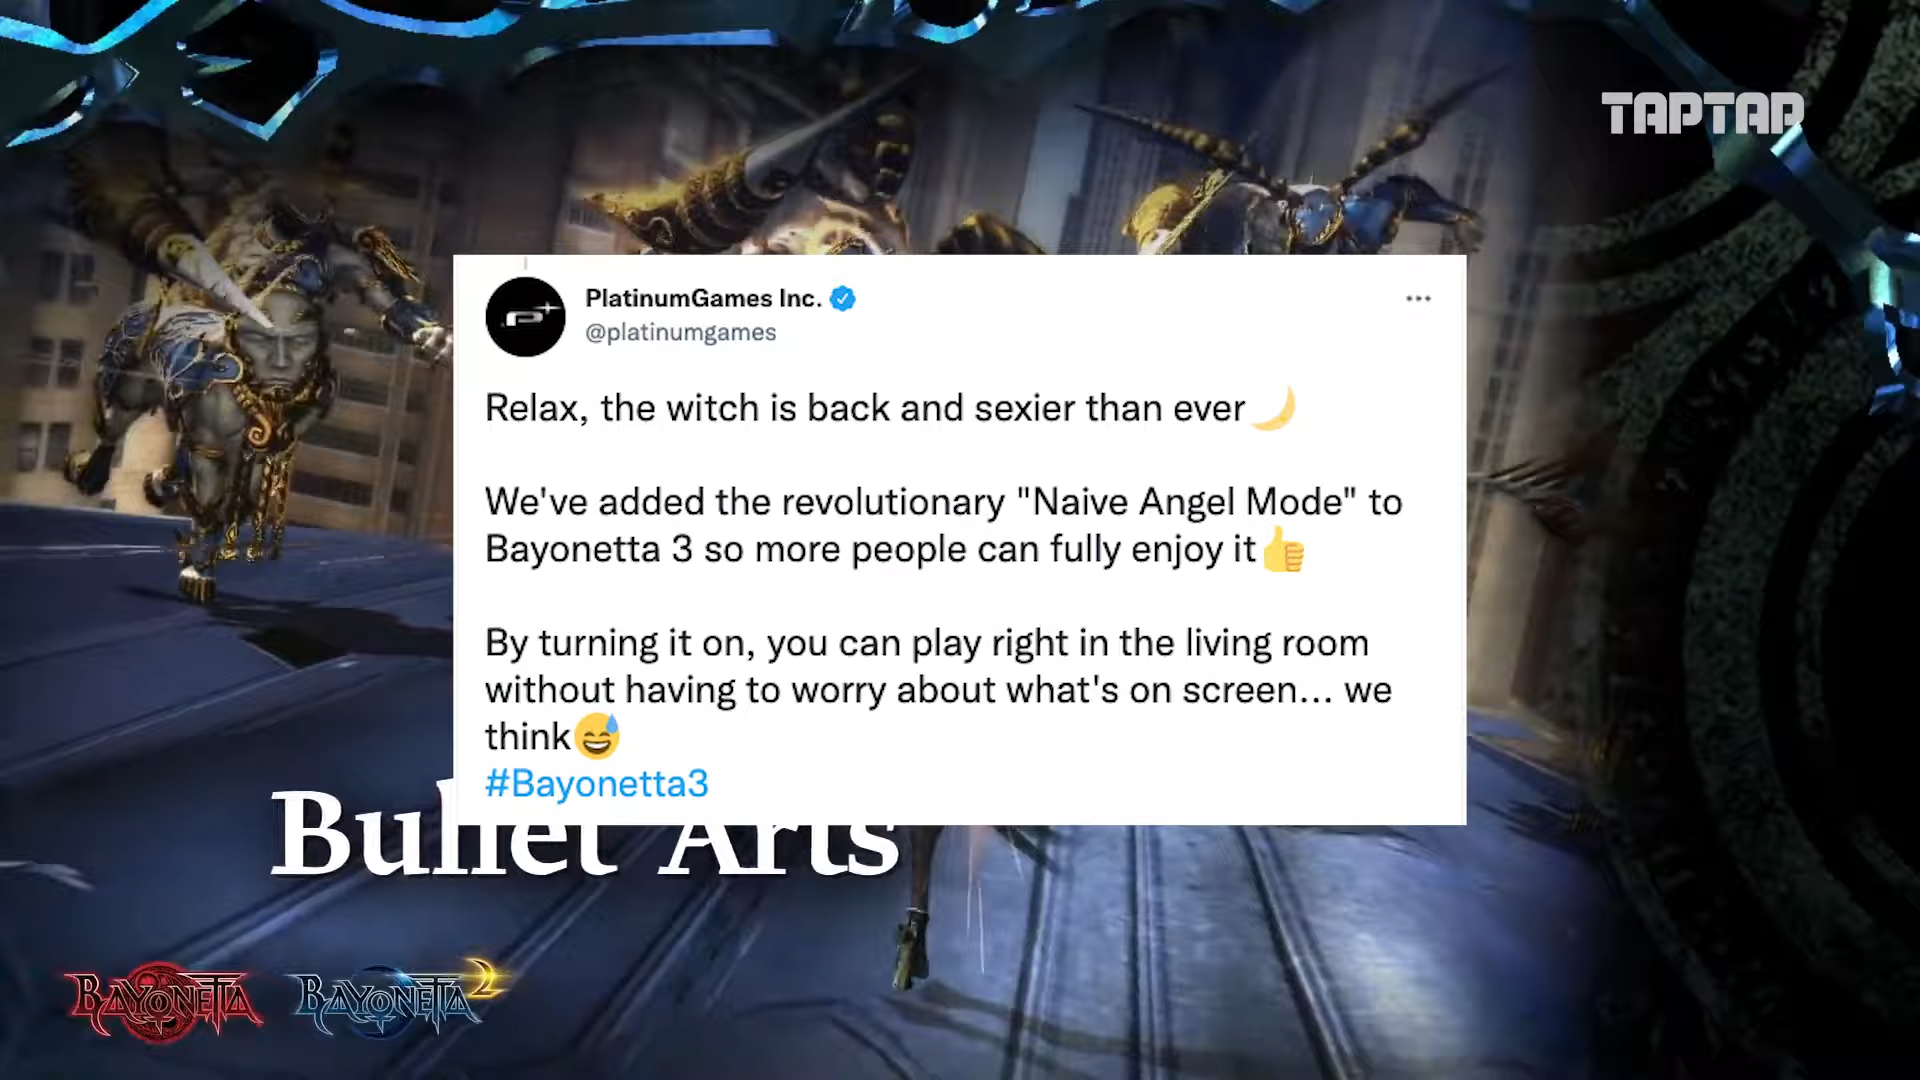 TAPTAP
PlatinumGames Inc.
@platinumgames
Relax, the witch is back and sexier than ever🌙
We've added the revolutionary "Naive Angel Mode" to
Bayonetta 3 so more people can fully enjoy it👍
By turning it on, you can play right in the living room
without having to worry about what's on screen... we
think😅
#Bayonetta3
Bullet Arts
BAYONETTA BAYONETTA 2